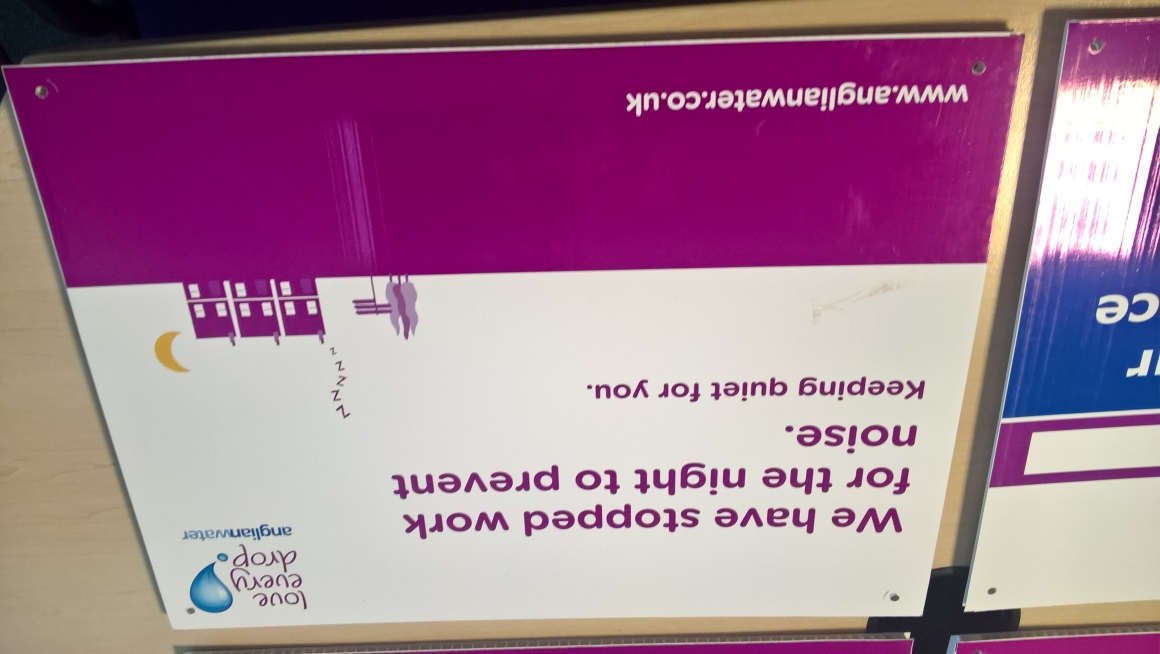 We have stopped work
for the night to prevent
noise.
Keeping quiet for you.
love
every
drop
anglianwater
z
z
z
z
z
www.anglianwater.co.uk
r
ce